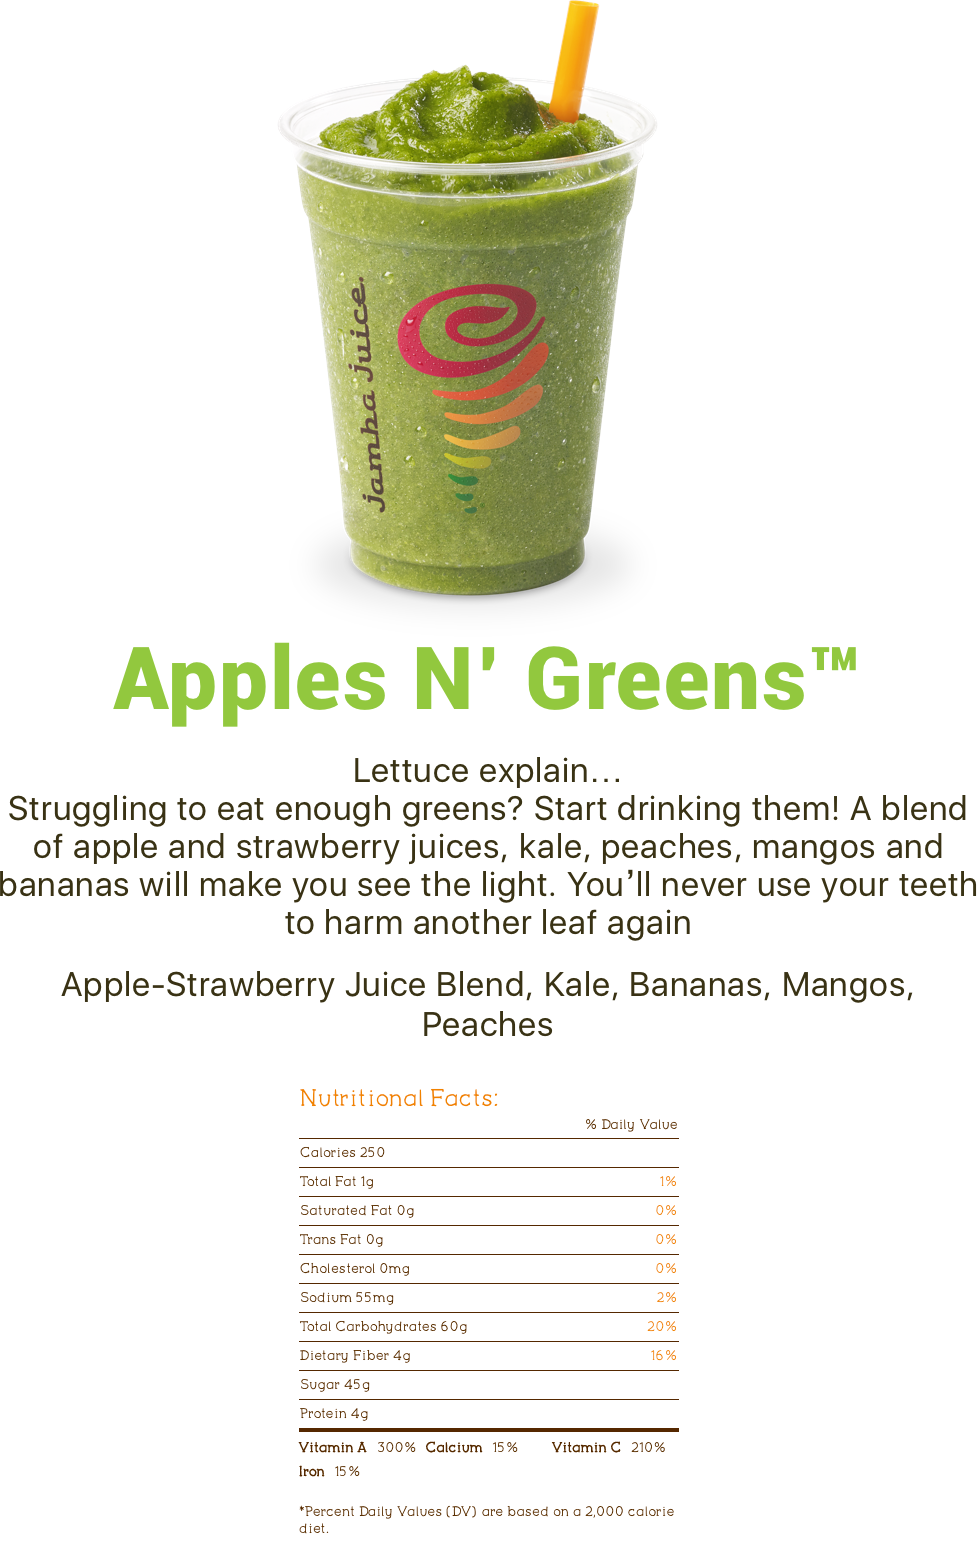 jamba juice.
Apples N' Greens™
Lettuce explain...
Struggling to eat enough greens? Start drinking them! A blend
of apple and strawberry juices, kale, peaches, mangos and
bananas will make you see the light. You’ll never use your teeth
to harm another leaf again
Apple-Strawberry Juice Blend, Kale, Bananas, Mangos,
Peaches
Nutritional Facts:
% Daily Value
Calories 250
Total Fat 1g 1%
Saturated Fat 0g 0%
Trans Fat 0g 0%
Cholesterol 0mg 0%
Sodium 55mg 2%
Total Carbohydrates 60g 20%
Dietary Fiber 4g 16%
Sugar 45g
Protein 4g
Vitamin A 300% Calcium 15% Vitamin C 210%
Iron 15%
*Percent Daily Values (DV) are based on a 2,000 calorie
diet.